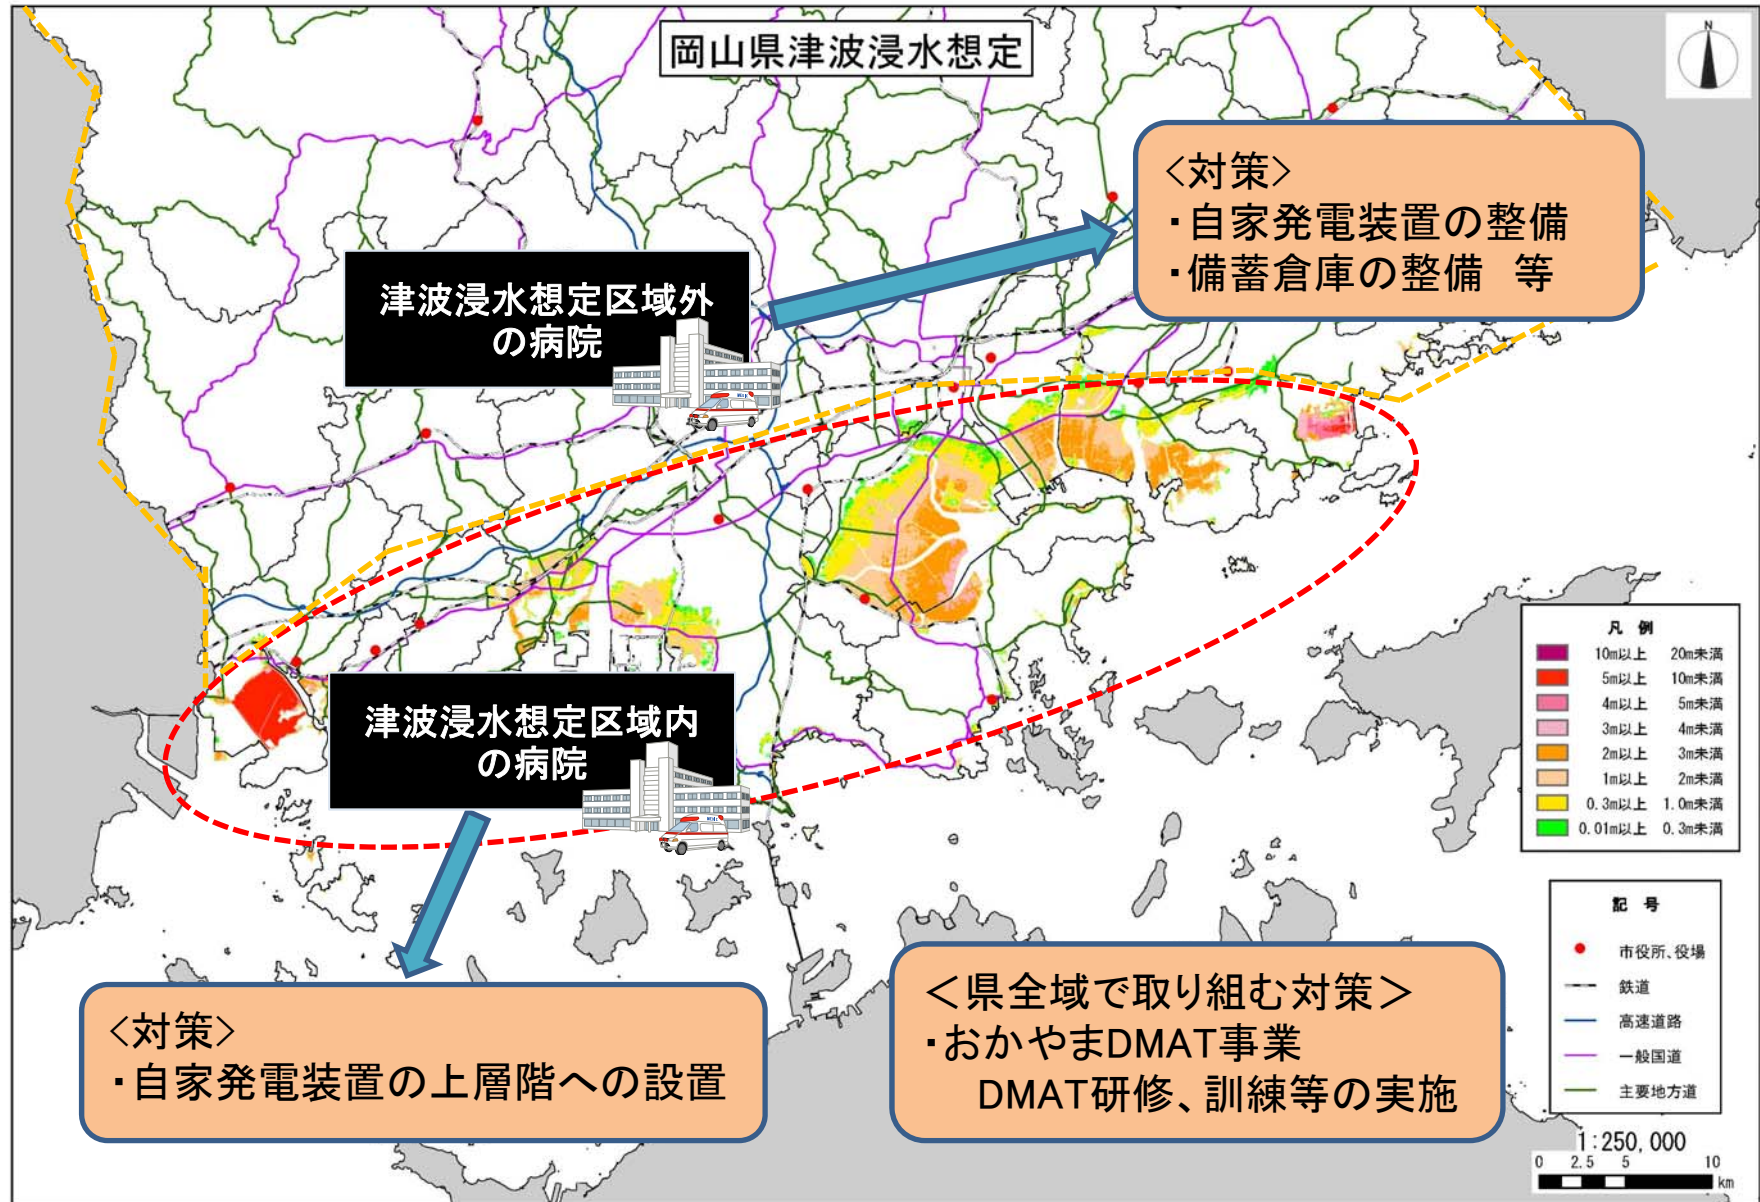 岡山県津波浸水想定
N
<対策>
・自家発電装置の整備
・備蓄倉庫の整備　等
津波浸水想定区域外
の病院
津波浸水想定区域内
の病院
凡 例
10m以上　20m未満
5m以上　10m未満
4m以上　5m未満
3m以上　4m未満
2m以上　3m未満
1m以上　2m未満
0.3m以上　1.0m未満
0.01m以上　0.3m未満
記 号
市役所、役場
鉄道
高速道路
一般国道
主要地方道
<対策>
・自家発電装置の上層階への設置
＜県全域で取り組む対策＞
・おかやまDMAT事業
DMAT研修、訓練等の実施
1:250,000
0 2.5 5 10
km